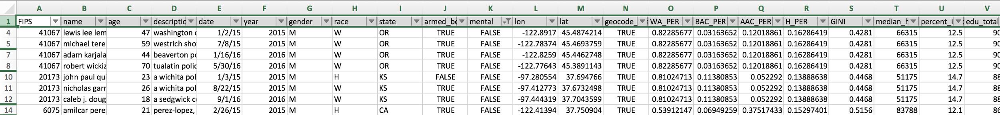 A B C D E F G H I J K L M N O P Q R S T U V
1 FIPS name age descriptio date year gender race state armed_bo mental lon lat geocode_ WA_PER BAC_PER AAC_PER H_PER GINI median_h percent_i edu_total
4 41067 lewis lee lem 47 washington c 1/2/15 2015 M W OR TRUE FALSE -122.8917 45.4874214 TRUE 0.82285677 0.03163652 0.12018861 0.16286419 0.4281 66315 12.5 90
5 41067 michael tere 59 westrich sho 7/8/15 2015 M W OR TRUE FALSE -122.78374 45.4693759 TRUE 0.82285677 0.03163652 0.12018861 0.16286419 0.4281 66315 12.5 90
7 41067 adam karjala 44 beaverton po 1/16/16 2016 M W OR TRUE FALSE -122.8259 45.4462748 TRUE 0.82285677 0.03163652 0.12018861 0.16286419 0.4281 66315 12.5 90
8 41067 robert wickiz 70 tualatin polic 5/30/16 2016 M W OR TRUE FALSE -122.77643 45.3891143 TRUE 0.82285677 0.03163652 0.12018861 0.16286419 0.4281 66315 12.5 90
10 20173 john paul qui 23 a wichita pol 1/3/15 2015 M H KS FALSE FALSE -97.280554 37.694766 TRUE 0.81024713 0.11380853 0.052292 0.13888638 0.4468 51175 14.7 88
11 20173 nicholas garr 26 a wichita pol 8/22/15 2015 M W KS TRUE FALSE -97.412773 37.6732498 TRUE 0.81024713 0.11380853 0.052292 0.13888638 0.4468 51175 14.7 88
12 20173 caleb j. doug 18 a sedgwick c 9/1/16 2016 M W KS TRUE FALSE -97.444319 37.7043599 TRUE 0.81024713 0.11380853 0.052292 0.13888638 0.4468 51175 14.7 88
14 6075 amilcar pere 21 perez-lopez, 2/26/15 2015 M H CA TRUE FALSE -122.41394 37.750904 TRUE 0.53912147 0.06949259 0.37517433 0.15297401 0.5156 83788 12.1 86